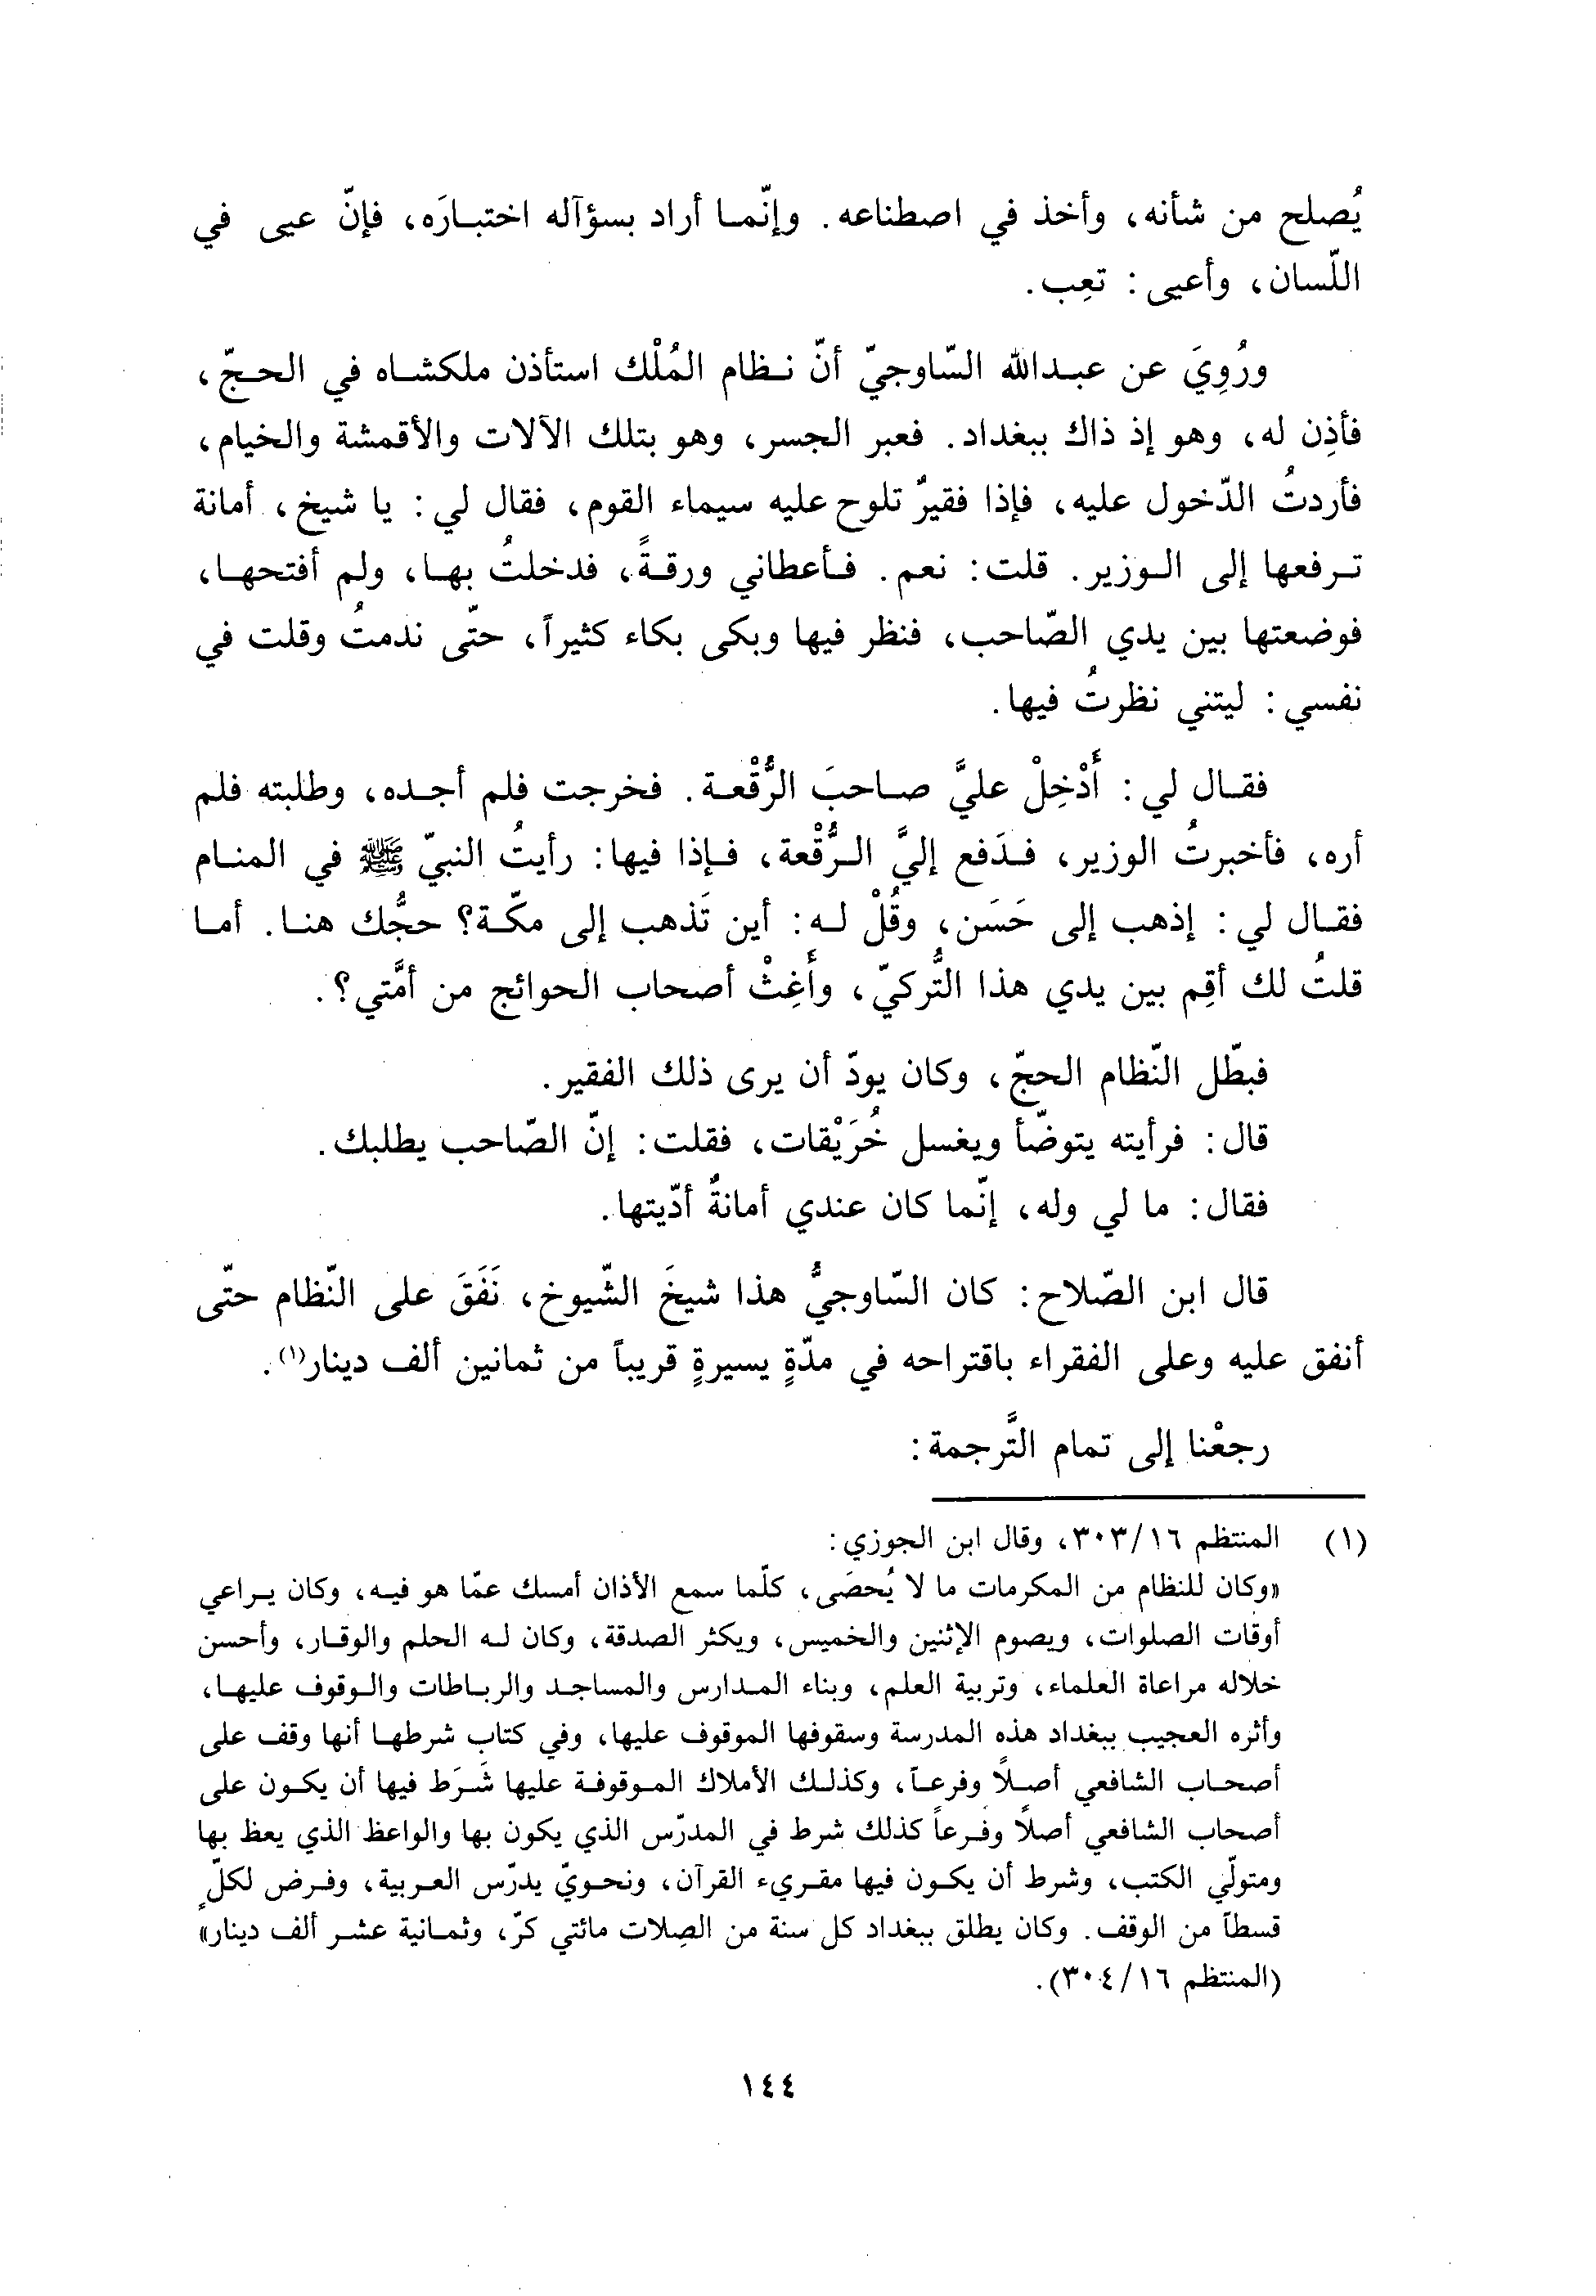 يُصلح من شأنه، وأخذ في اصطناعه. وإنّما أراد بسؤآله اختبارَه، فإنّ عيى في
اللّسان، وأعيى: تعِب.
ورُوِيَ عن عبدالله السّاوجيّ أنّ نظام المُلْك استأذن ملكشاه في الحجّ،
فأذِن له، وهو إذ ذاك ببغداد. فعبر الجسر، وهو بتلك الآلات والأقمشة والخيام،
فأردتُ الدّخول عليه، فإذا فقيرٌ تلوح عليه سيماء القوم، فقال لي: يا شيخ، أمانة
ترفعها إلى الوزير. قلت: نعم. فأعطاني ورقةً، فدخلتُ بها، ولم أفتحها،
فوضعتها بين يدي الصّاحب، فنظر فيها وبكى بكاء كثيراً، حتّى ندمتُ وقلت في
نفسي: ليتني نظرتُ فيها.
فقال لي: أَدْخِلْ عليَّ صاحبَ الرُّقْعة. فخرجت فلم أجده، وطلبته فلم
أره، فأخبرتُ الوزير، فدَفع إليَّ الرُّقْعة، فإذا فيها: رأيتُ النبيّ ﷺ في المنام
فقال لي: إذهب إلى حَسَن، وقُلْ له: أين تَذهب إلى مكّة؟ حجُّك هنا. أما
قلتُ لك أقِم بين يدي هذا التُّركيّ، وأَغِثْ أصحاب الحوائج من أمَّتي؟.
فبطّل النّظام الحجّ، وكان يودّ أن يرى ذلك الفقير.
قال: فرأيته يتوضّأ ويغسل خُرَيْقات، فقلت: إنّ الصّاحب يطلبك.
فقال: ما لي وله، إنّما كان عندي أمانةٌ أدّيتها.
قال ابن الصّلاح: كان السّاوجيُّ هذا شيخَ الشّيوخ، نَفَقَ على النّظام حتّى
أنفق عليه وعلى الفقراء باقتراحه في مدّةٍ يسيرةٍ قريباً من ثمانين ألف دينار(١).
رجعْنا إلى تمام التَّرجمة:
(١) المنتظم ٣٠٣/١٦، وقال ابن الجوزي:
«وكان للنظام من المكرمات ما لا يُحصَى، كلّما سمع الأذان أمسك عمّا هو فيه، وكان يراعي
أوقات الصلوات، ويصوم الإثنين والخميس، ويكثر الصدقة، وكان له الحلم والوقار، وأحسن
خلاله مراعاة العلماء، وتربية العلم، وبناء المدارس والمساجد والرباطات والوقوف عليها،
وأثره العجيب ببغداد هذه المدرسة وسقوفها الموقوف عليها، وفي كتاب شرطها أنها وقف على
أصحاب الشافعي أصلاً وفرعاً، وكذلك الأملاك الموقوفة عليها شَرَط فيها أن يكون على
أصحاب الشافعي أصلاً وفرعاً كذلك شرط في المدرّس الذي يكون بها والواعظ الذي يعظ بها
ومتولّي الكتب، وشرط أن يكون فيها مقريء القرآن، ونحويّ يدرّس العربية، وفرض لكلٍّ
قسطاً من الوقف. وكان يطلق ببغداد كل سنة من الصِلات مائتي كرّ، وثمانية عشر ألف دينار»
(المنتظم ٣٠٤/١٦).
١٤٤